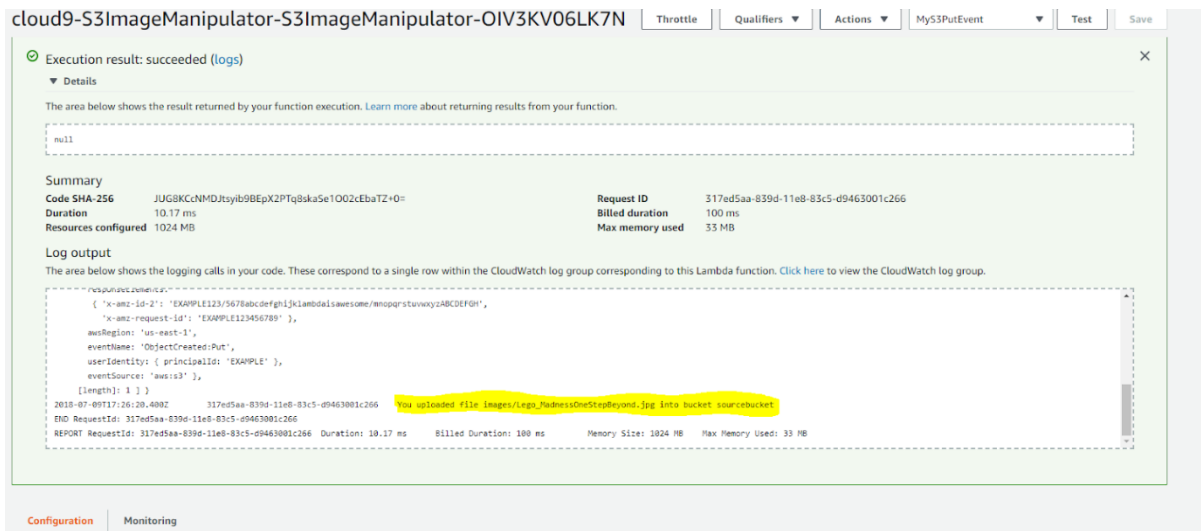 cloud9-S3ImageManipulator-S3ImageManipulator-OIV3KV06LK7N Throttle Qualifiers Actions MyS3PutEvent Test Save
Execution result: succeeded (logs)
Details
The area below shows the result returned by your function execution. Learn more about returning results from your function.
null
Summary
Code SHA-256 JUG8KCcNMDJtsyib9BEpX2PTq8skaSe1O02cEbaTZ+0= Request ID 317ed5aa-839d-11e8-83c5-d9463001c266
Duration 10.17 ms Billed duration 100 ms
Resources configured 1024 MB Max memory used 33 MB
Log output
The area below shows the logging calls in your code. These correspond to a single row within the CloudWatch log group corresponding to this Lambda function. Click here to view the CloudWatch log group.
responseElements:
{ 'x-amz-id-2': 'EXAMPLE123/5678abcdefghijklambdaisawesome/mnopqrstuvwxyzABCDEFGH',
'x-amz-request-id': 'EXAMPLE123456789' },
awsRegion: 'us-east-1',
eventName: 'ObjectCreated:Put',
userIdentity: { principalId: 'EXAMPLE' },
eventSource: 'aws:s3' },
[length]: 1 ] }
2018-07-09T17:26:20.400Z 317ed5aa-839d-11e8-83c5-d9463001c266 You uploaded file images/Lego_MadnessOneStepBeyond.jpg into bucket sourcebucket
END RequestId: 317ed5aa-839d-11e8-83c5-d9463001c266
REPORT RequestId: 317ed5aa-839d-11e8-83c5-d9463001c266 Duration: 10.17 ms Billed Duration: 100 ms Memory Size: 1024 MB Max Memory Used: 33 MB
Configuration Monitoring